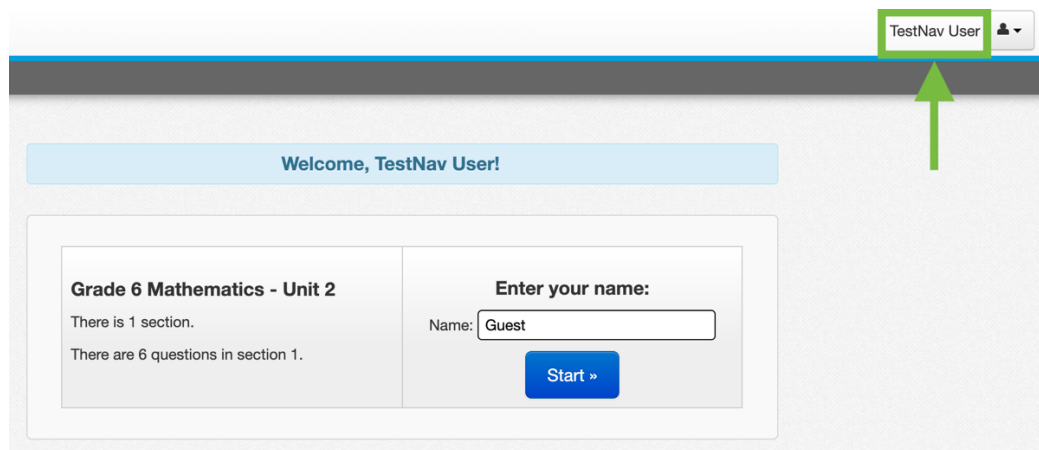 TestNav User
Welcome, TestNav User!
Grade 6 Mathematics - Unit 2
There is 1 section.
There are 6 questions in section 1.
Enter your name:
Name: Guest
Start »